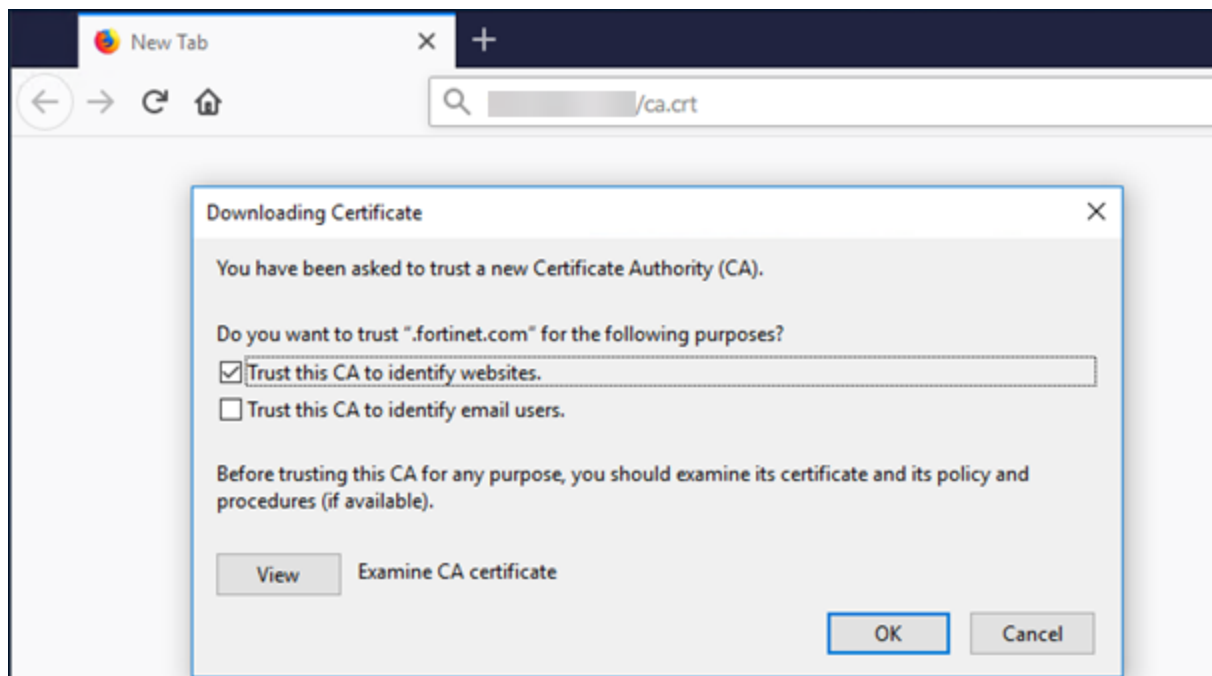 New Tab
/ca.crt
Downloading Certificate
You have been asked to trust a new Certificate Authority (CA).
Do you want to trust ".fortinet.com" for the following purposes?
Trust this CA to identify websites.
Trust this CA to identify email users.
Before trusting this CA for any purpose, you should examine its certificate and its policy and
procedures (if available).
View Examine CA certificate
OK Cancel